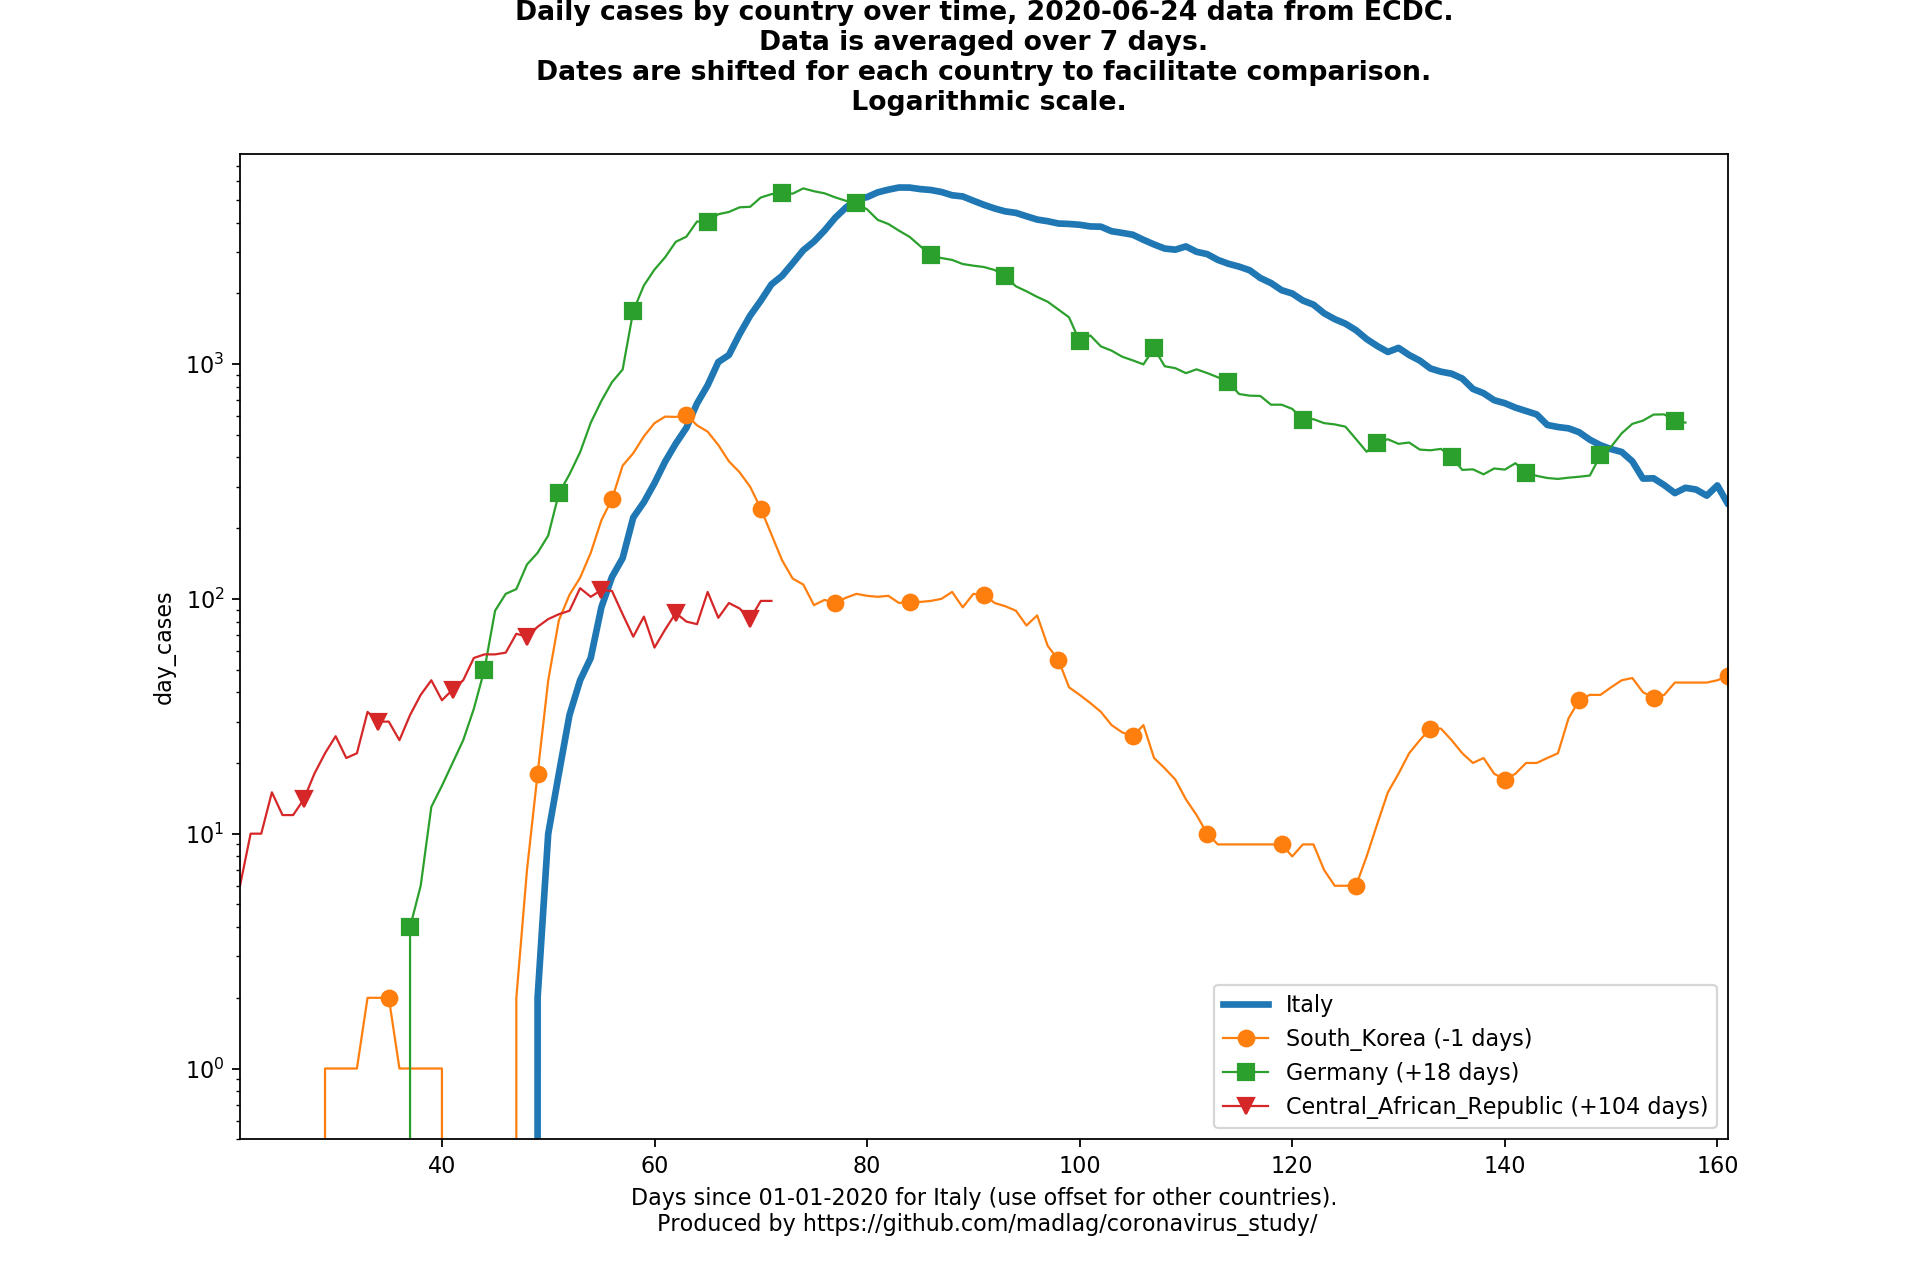 Daily cases by country over time, 2020-06-24 data from ECDC.
Data is averaged over 7 days.
Dates are shifted for each country to facilitate comparison.
Logarithmic scale.
day_cases
10³
10²
10¹
10⁰
Italy
South_Korea (-1 days)
Germany (+18 days)
Central_African_Republic (+104 days)
40 60 80 100 120 140 160
Days since 01-01-2020 for Italy (use offset for other countries).
Produced by https://github.com/madlag/coronavirus_study/